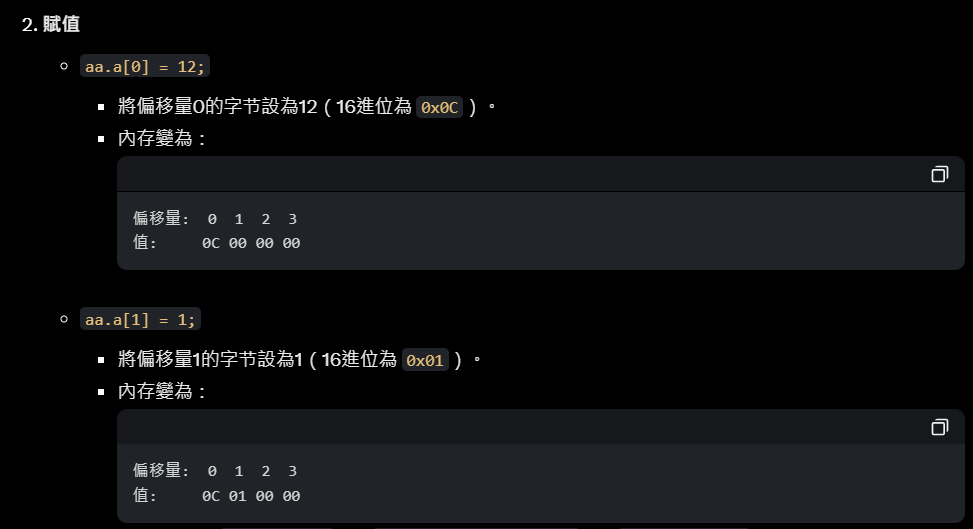 2. 賦值
aa.a[0] = 12;
將偏移量0的字节設為12（16進位為 0x0C）。
內存變為：
偏移量:  0  1  2  3
值:     0C 00 00 00
aa.a[1] = 1;
將偏移量1的字节設為1（16進位為 0x01）。
內存變為：
偏移量:  0  1  2  3
值:     0C 01 00 00